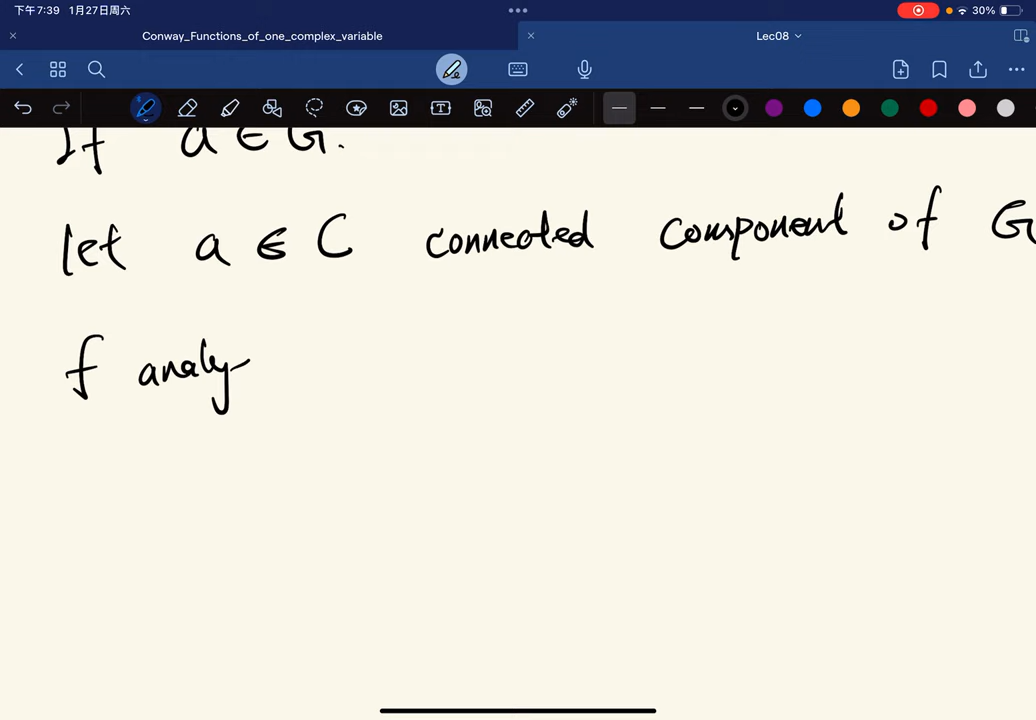 下午7:39 1月27日周六
30%
Conway_Functions_of_one_complex_variable
Lec08
If a ∈ G.
let a ∈ C connected component of G
f analy